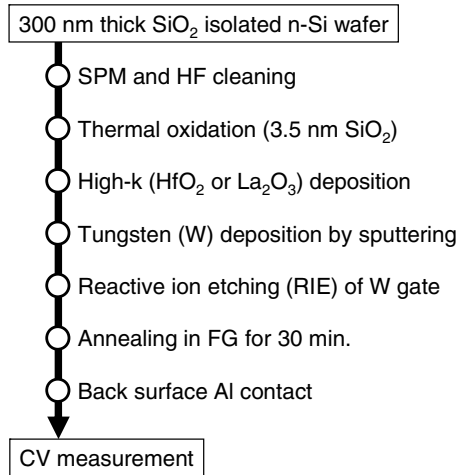 300 nm thick SiO₂ isolated n-Si wafer
SPM and HF cleaning
Thermal oxidation (3.5 nm SiO₂)
High-k (HfO₂ or La₂O₃) deposition
Tungsten (W) deposition by sputtering
Reactive ion etching (RIE) of W gate
Annealing in FG for 30 min.
Back surface Al contact
CV measurement